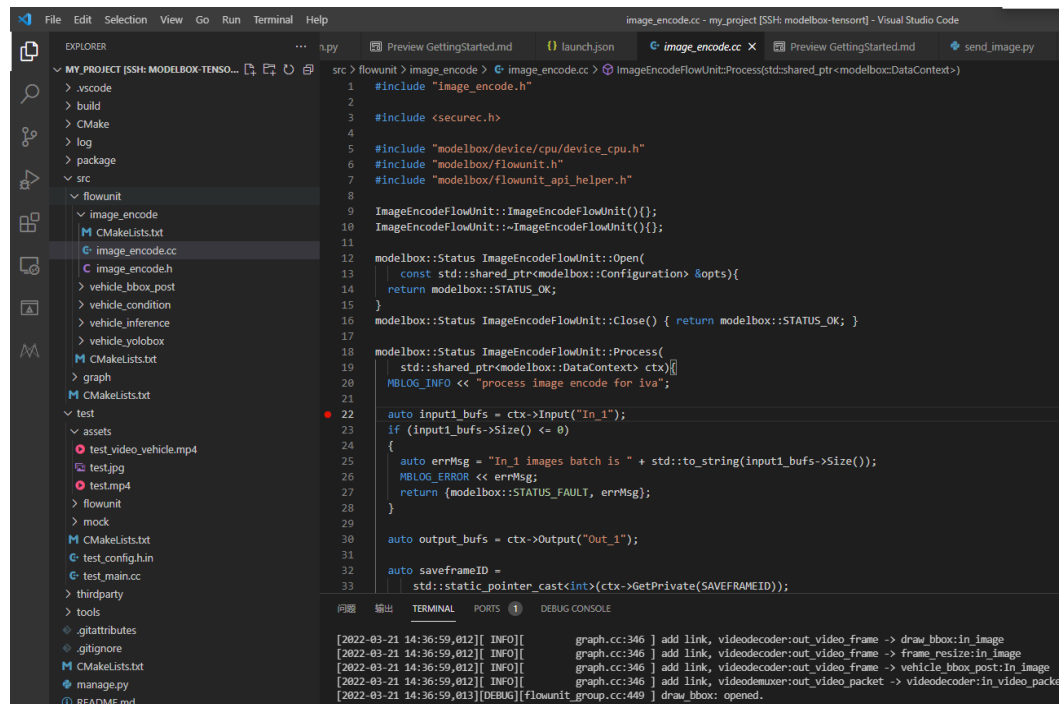 File Edit Selection View Go Run Terminal Help
image_encode.cc - my_project [SSH: modelbox-tensorrt] - Visual Studio Code
EXPLORER
n.py
Preview GettingStarted.md
launch.json
image_encode.cc
Preview GettingStarted.md
send_image.py
MY_PROJECT [SSH: MODELBOX-TENSO...
.vscode
build
CMake
log
package
src
flowunit
image_encode
CMakeLists.txt
image_encode.cc
image_encode.h
vehicle_bbox_post
vehicle_condition
vehicle_inference
vehicle_yolobox
CMakeLists.txt
graph
CMakeLists.txt
test
assets
test_video_vehicle.mp4
test.jpg
test.mp4
flowunit
mock
CMakeLists.txt
test_config.h.in
test_main.cc
thirdparty
tools
.gitattributes
.gitignore
CMakeLists.txt
manage.py
README.md
src > flowunit > image_encode > image_encode.cc > ImageEncodeFlowUnit::Process(std::shared_ptr<modelbox::DataContext>)
1 #include "image_encode.h"
2
3 #include <securec.h>
4
5 #include "modelbox/device/cpu/device_cpu.h"
6 #include "modelbox/flowunit.h"
7 #include "modelbox/flowunit_api_helper.h"
8
9 ImageEncodeFlowUnit::ImageEncodeFlowUnit(){};
10 ImageEncodeFlowUnit::~ImageEncodeFlowUnit(){};
11
12 modelbox::Status ImageEncodeFlowUnit::Open(
13 const std::shared_ptr<modelbox::Configuration> &opts){
14 return modelbox::STATUS_OK;
15 }
16 modelbox::Status ImageEncodeFlowUnit::Close() { return modelbox::STATUS_OK; }
17
18 modelbox::Status ImageEncodeFlowUnit::Process(
19 std::shared_ptr<modelbox::DataContext> ctx){
20 MBLOG_INFO << "process image encode for iva";
21
22 auto input1_bufs = ctx->Input("In_1");
23 if (input1_bufs->Size() <= 0)
24 {
25 auto errMsg = "In_1 images batch is " + std::to_string(input1_bufs->Size());
26 MBLOG_ERROR << errMsg;
27 return {modelbox::STATUS_FAULT, errMsg};
28 }
29
30 auto output_bufs = ctx->Output("Out_1");
31
32 auto saveframeID =
33 std::static_pointer_cast<int>(ctx->GetPrivate(SAVEFRAMEID));
问题 输出 TERMINAL PORTS 1 DEBUG CONSOLE
[2022-03-21 14:36:59,012][ INFO][ graph.cc:346 ] add link, videodecoder:out_video_frame -> draw_bbox:in_image
[2022-03-21 14:36:59,012][ INFO][ graph.cc:346 ] add link, videodecoder:out_video_frame -> frame_resize:in_image
[2022-03-21 14:36:59,012][ INFO][ graph.cc:346 ] add link, videodecoder:out_video_frame -> vehicle_bbox_post:In_image
[2022-03-21 14:36:59,012][ INFO][ graph.cc:346 ] add link, videodemuxer:out_video_packet -> videodecoder:in_video_packe
[2022-03-21 14:36:59,013][DEBUG][flowunit_group.cc:449 ] draw_bbox: opened.